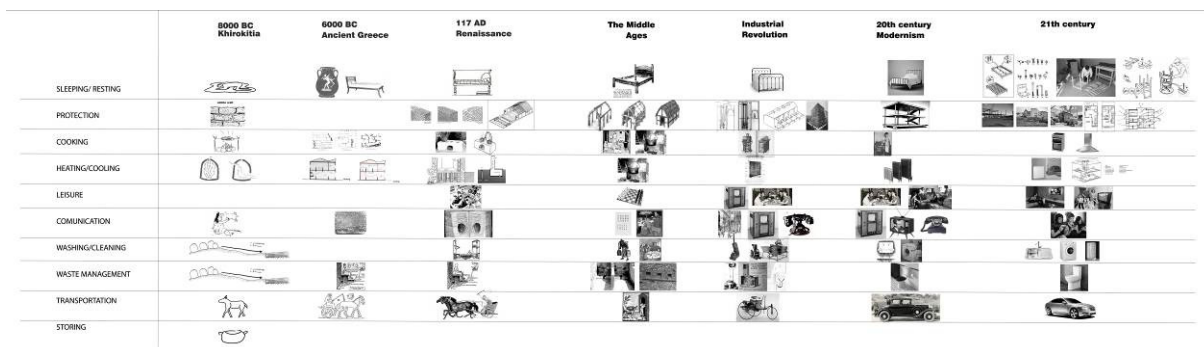 8000 BC
Khirokitia
6000 BC
Ancient Greece
117 AD
Renaissance
The Middle
Ages
Industrial
Revolution
20th century
Modernism
21th century
SLEEPING/ RESTING
PROTECTION
COOKING
HEATING/COOLING
LEISURE
COMUNICATION
WASHING/CLEANING
WASTE MANAGEMENT
TRANSPORTATION
STORING